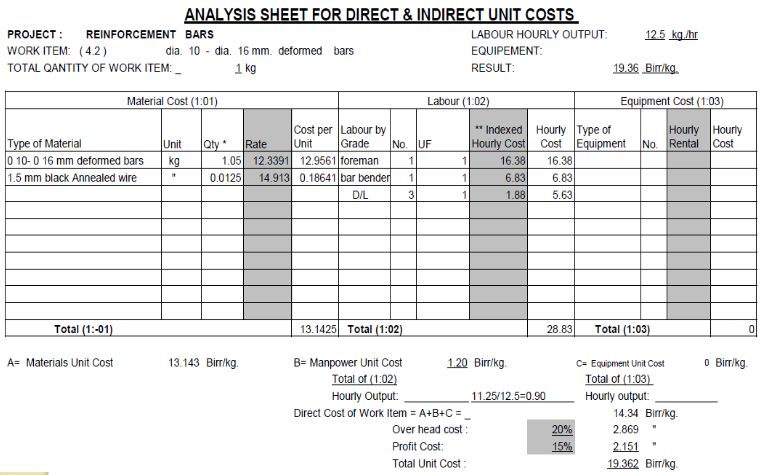 ANALYSIS SHEET FOR DIRECT & INDIRECT UNIT COSTS
PROJECT : REINFORCEMENT BARS LABOUR HOURLY OUTPUT: 12.5 kg./hr
WORK ITEM: ( 4.2 ) dia. 10 - dia. 16 mm. deformed bars EQUIPEMENT:
TOTAL QANTITY OF WORK ITEM: _ 1 kg RESULT: 19.36 Birr/kg.
Material Cost (1:01) Labour (1:02) Equipment Cost (1:03)
Cost per Labour by ** Indexed Hourly Type of Hourly Hourly
Type of Material Unit Qty * Rate Unit Grade No. UF Hourly Cost Cost Equipment No. Rental Cost
0 10- 0 16 mm deformed bars kg 1.05 12.3391 12.9561 foreman 1 1 16.38 16.38
1.5 mm black Annealed wire " 0.0125 14.913 0.18641 bar bender 1 1 6.83 6.83
D/L 3 1 1.88 5.63
Total (1:-01) 13.1425 Total (1:02) 28.83 Total (1:03) 0
A= Materials Unit Cost 13.143 Birr/kg. B= Manpower Unit Cost 1.20 Birr/kg. C= Equipment Unit Cost 0 Birr/kg.
Total of (1:02) Total of (1:03)
Hourly Output: 11.25/12.5=0.90 Hourly output:
Direct Cost of Work Item = A+B+C = _ 14.34 Birr/kg.
Over head cost : 20% 2.869 "
Profit Cost: 15% 2.151 "
Total Unit Cost : 19.362 Birr/kg.